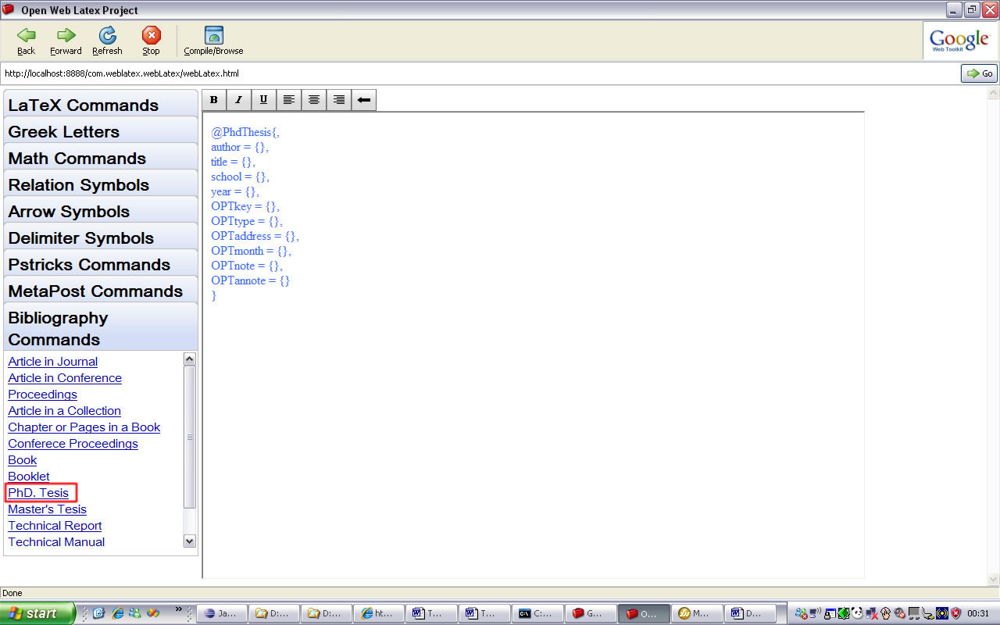 Open Web Latex Project
Back Forward Refresh Stop Compile/Browse
Google
Web Toolkit
http://localhost:8888/com.weblatex.webLatex/webLatex.html
Go
LaTeX Commands
Greek Letters
Math Commands
Relation Symbols
Arrow Symbols
Delimiter Symbols
Pstricks Commands
MetaPost Commands
Bibliography
Commands
Article in Journal
Article in Conference
Proceedings
Article in a Collection
Chapter or Pages in a Book
Conferece Proceedings
Book
Booklet
PhD. Tesis
Master's Tesis
Technical Report
Technical Manual
B I U
@PhdThesis{,
author = {},
title = {},
school = {},
year = {},
OPTkey = {},
OPTtype = {},
OPTaddress = {},
OPTmonth = {},
OPTnote = {},
OPTannote = {}
}
Done
start » Ja... D:... D:... ht... T... T... C:... G... O... M... D... 00:31